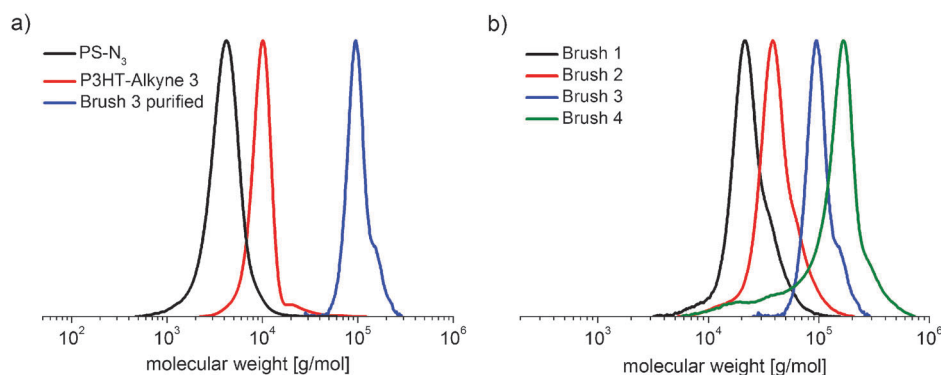 a)
PS-N₃
P3HT-Alkyne 3
Brush 3 purified
10² 10³ 10⁴ 10⁵ 10⁶
molecular weight [g/mol]
b)
Brush 1
Brush 2
Brush 3
Brush 4
10³ 10⁴ 10⁵ 10⁶
molecular weight [g/mol]